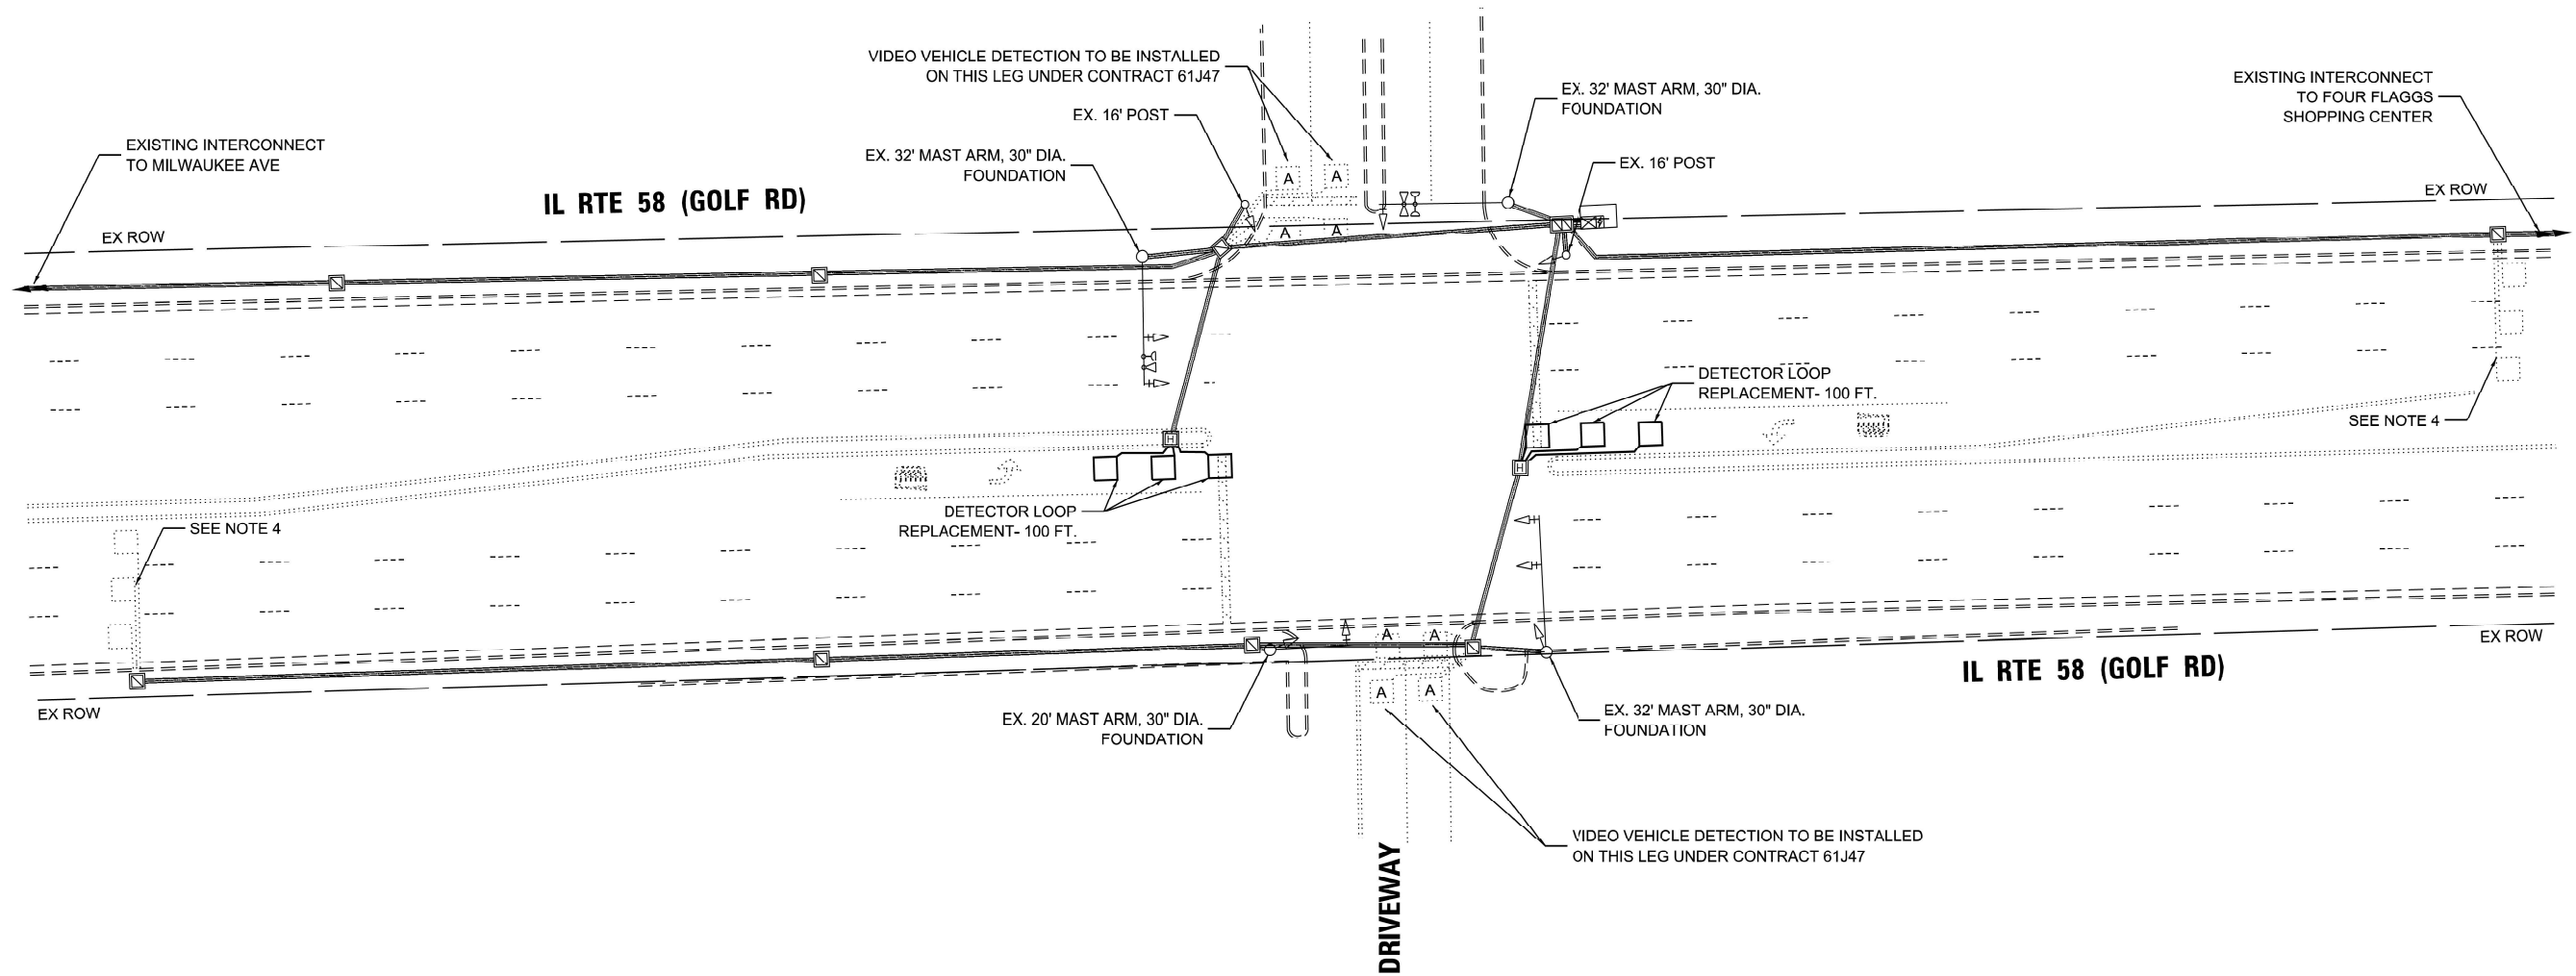 VIDEO VEHICLE DETECTION TO BE INSTALLED
ON THIS LEG UNDER CONTRACT 61J47
EX. 16' POST
EX. 32' MAST ARM, 30" DIA.
FOUNDATION
EX. 32' MAST ARM, 30" DIA.
FOUNDATION
EX. 16' POST
EXISTING INTERCONNECT
TO FOUR FLAGGS
SHOPPING CENTER
EXISTING INTERCONNECT
TO MILWAUKEE AVE
IL RTE 58 (GOLF RD)
EX ROW
EX ROW
A
A
A
A
DETECTOR LOOP
REPLACEMENT- 100 FT.
SEE NOTE 4
H
H
SEE NOTE 4
DETECTOR LOOP
REPLACEMENT- 100 FT.
A
A
A
A
EX ROW
IL RTE 58 (GOLF RD)
EX ROW
EX. 20' MAST ARM, 30" DIA.
FOUNDATION
EX. 32' MAST ARM, 30" DIA.
FOUNDATION
VIDEO VEHICLE DETECTION TO BE INSTALLED
ON THIS LEG UNDER CONTRACT 61J47
DRIVEWAY